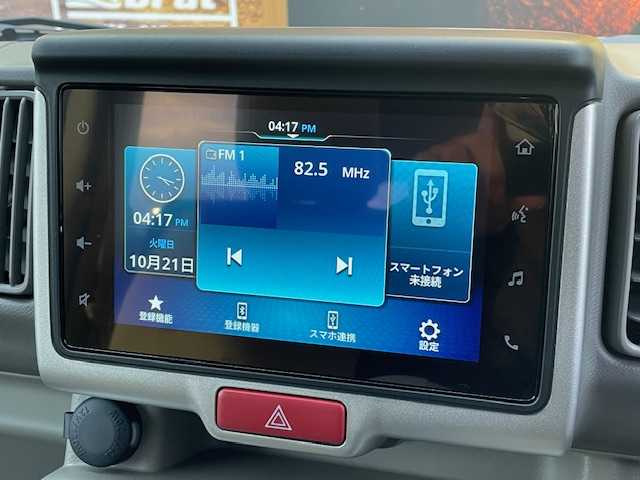 04:17 PM
FM 1
82.5 MHz
04:17 PM
火曜日
10月21日
スマートフォン
未接続
登録機能
登録機器
スマホ連携
設定